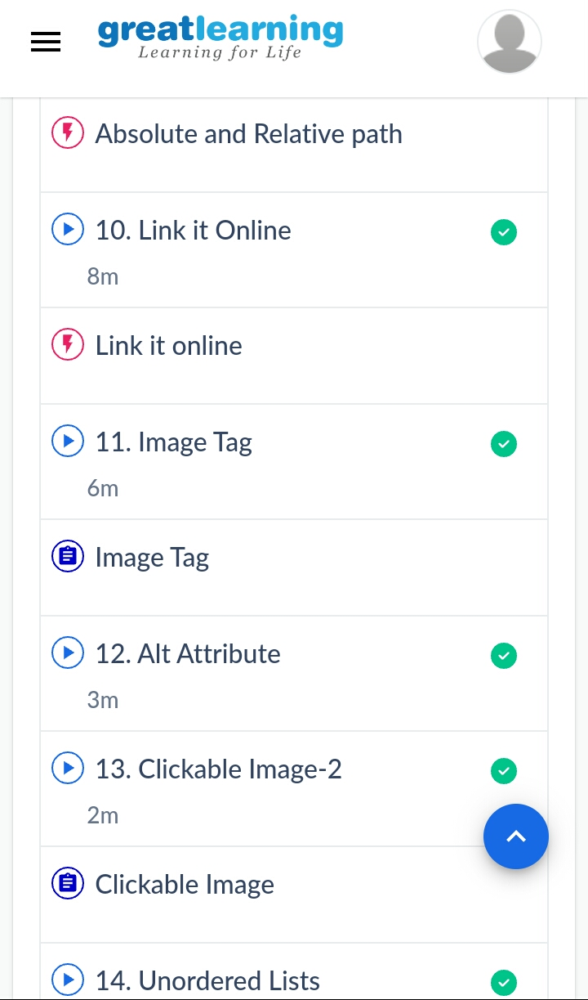 greatlearning
Learning for Life
Absolute and Relative path
10. Link it Online
8m
Link it online
11. Image Tag
6m
Image Tag
12. Alt Attribute
3m
13. Clickable Image-2
2m
Clickable Image
14. Unordered Lists